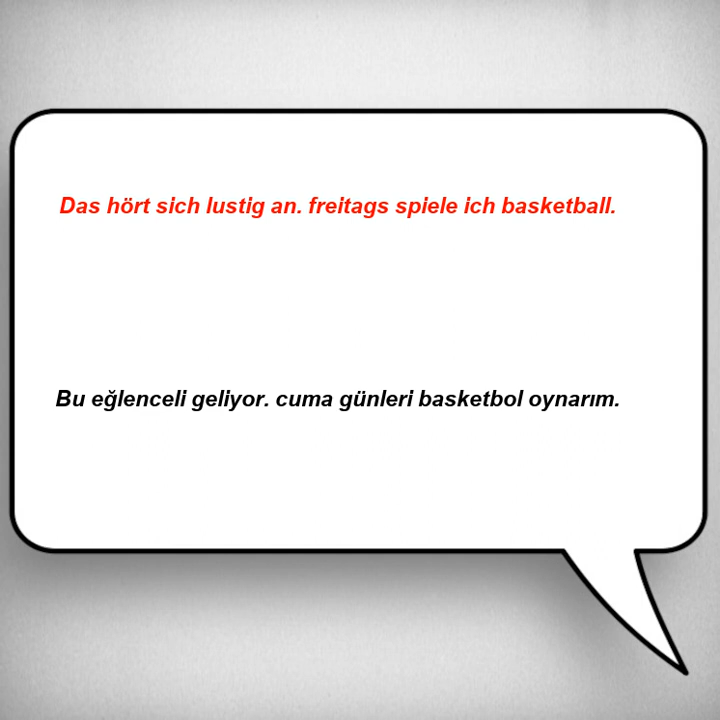 Das hört sich lustig an. freitags spiele ich basketball.
Bu eğlenceli geliyor. cuma günleri basketbol oynarım.